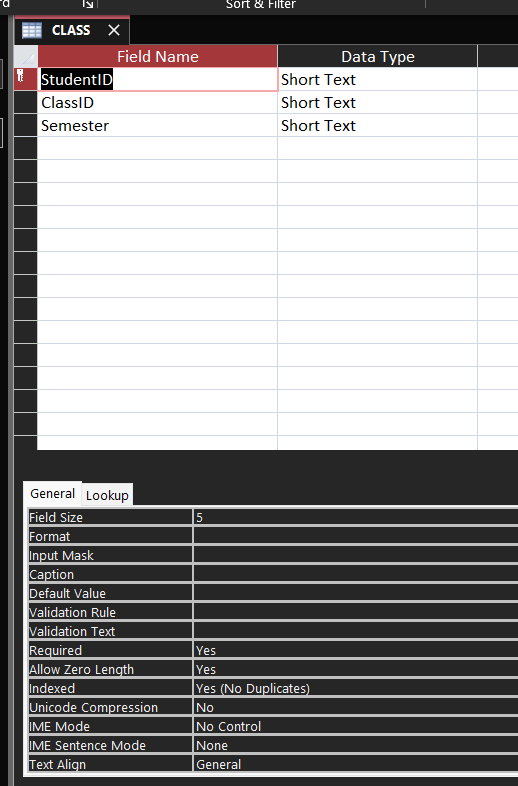 Sort & Filter
CLASS
Field Name Data Type
StudentID Short Text
ClassID Short Text
Semester Short Text
General Lookup
Field Size 5
Format
Input Mask
Caption
Default Value
Validation Rule
Validation Text
Required Yes
Allow Zero Length Yes
Indexed Yes (No Duplicates)
Unicode Compression No
IME Mode No Control
IME Sentence Mode None
Text Align General